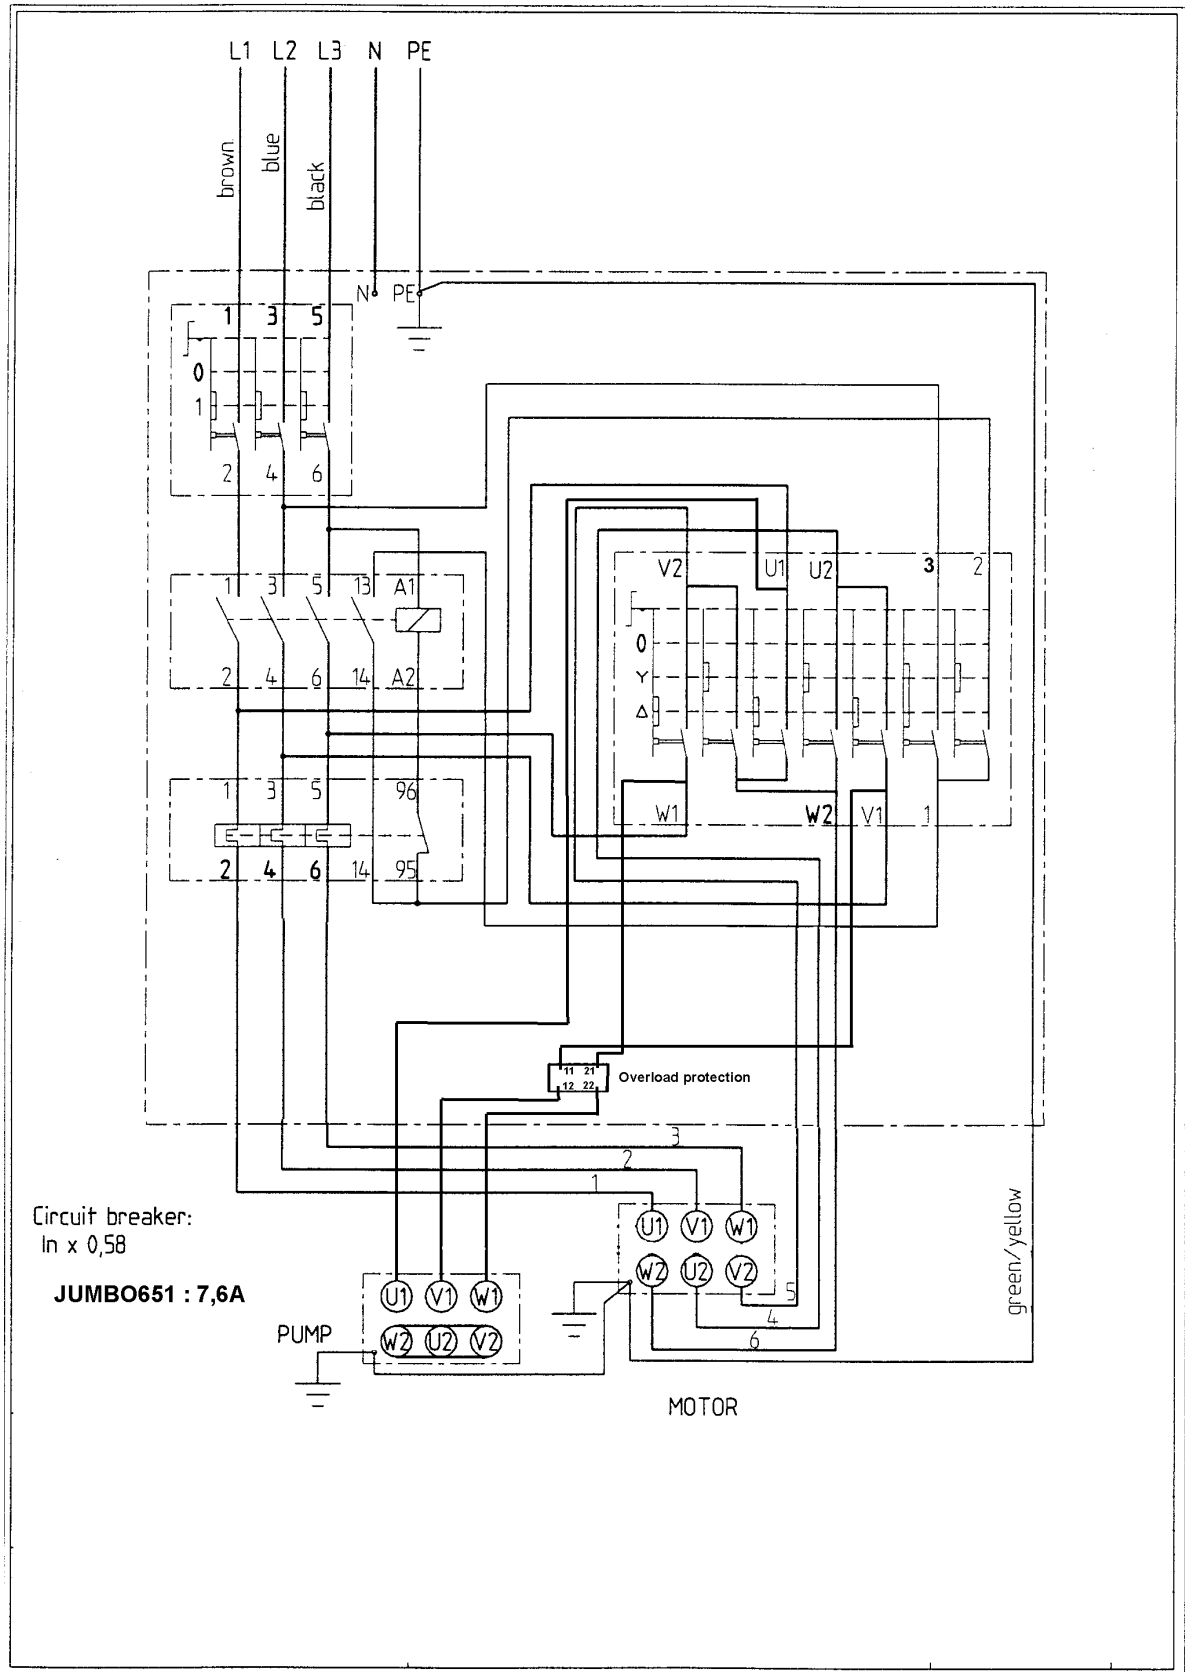 L1 L2 L3 N PE
brown
blue
black
N PE
1 3 5
0
1
2 4 6
V2 U1 U2 3 2
1 3 5 13 A1
0
Y
Δ
2 4 6 14 A2
1 3 5 96
W1 W2 V1 1
2 4 6 14 95
11 21
12 22
Overload protection
3
2
1
Circuit breaker:
In x 0,58
JUMBO651 : 7,6A
green/yellow
U1 V1 W1
W2 U2 V2
5
4
6
U1 V1 W1
PUMP
W2 U2 V2
MOTOR